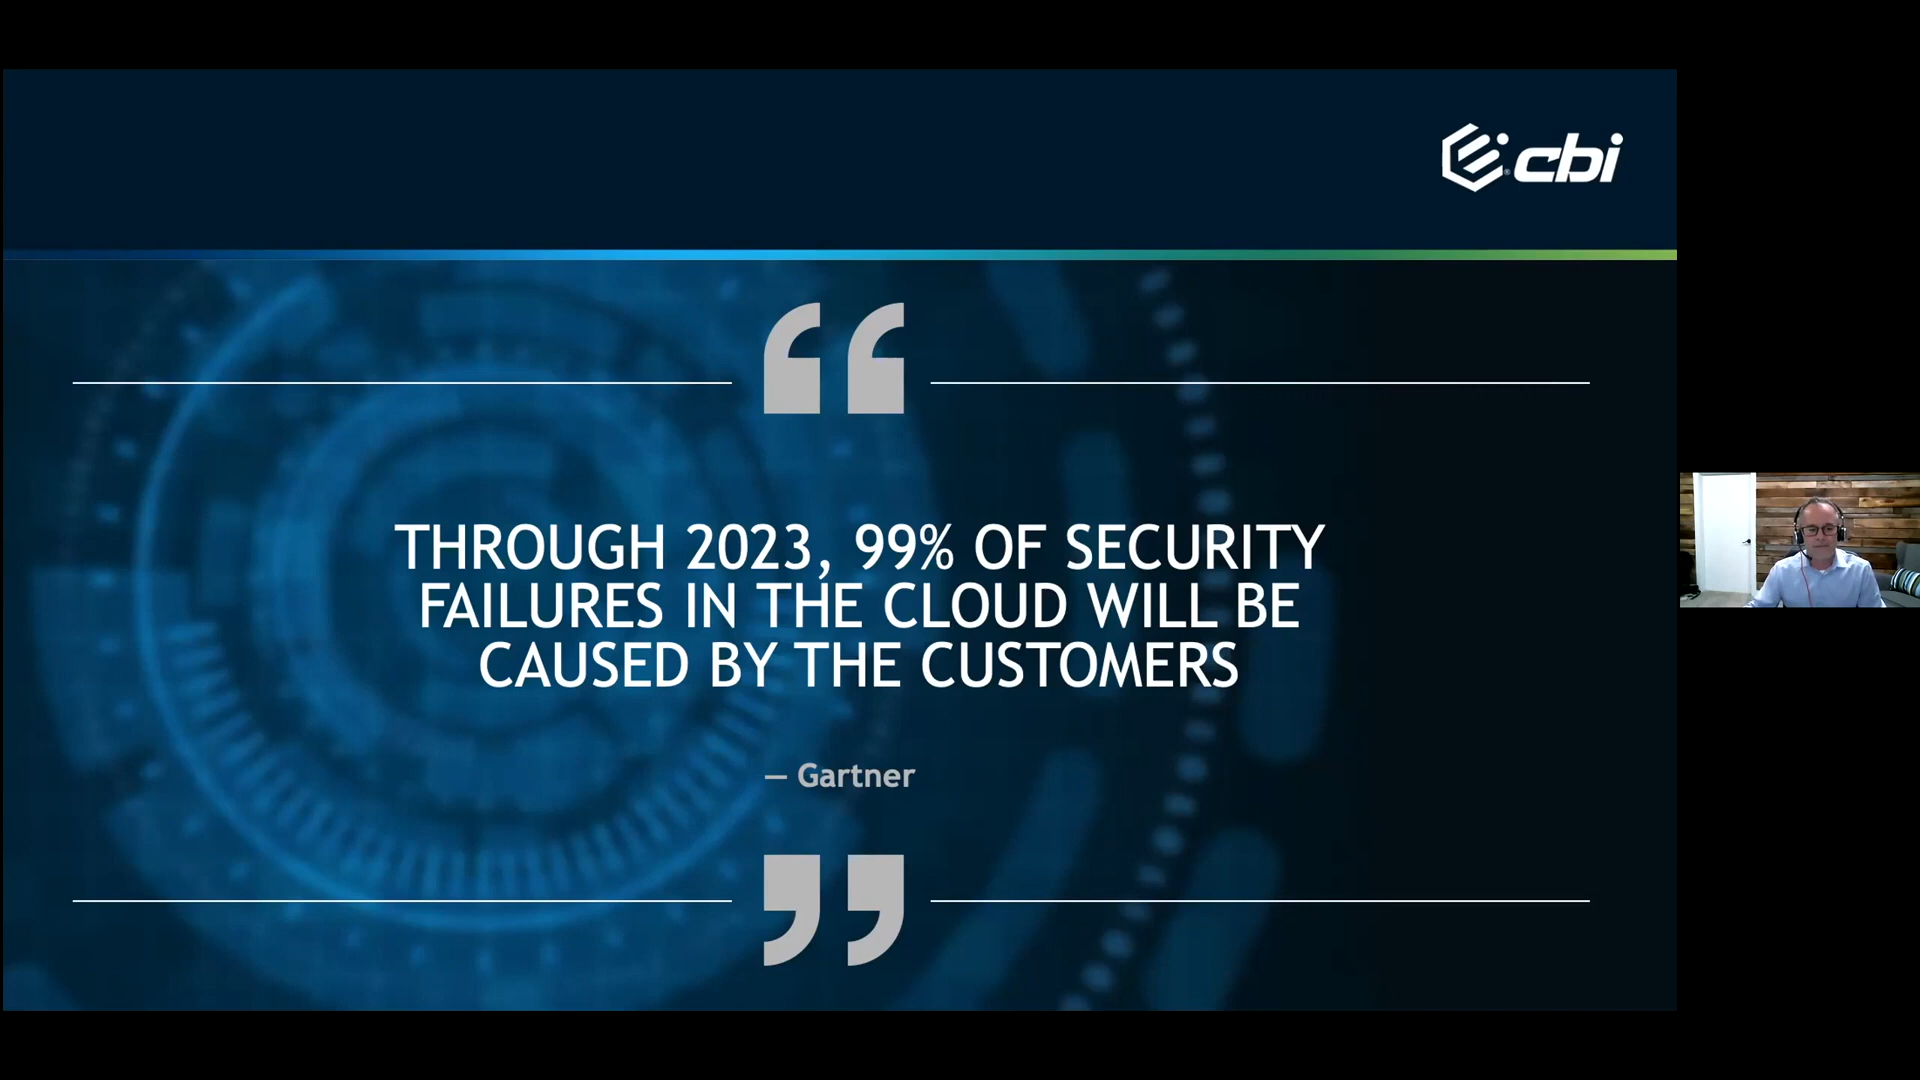 cbi
“
THROUGH 2023, 99% OF SECURITY
FAILURES IN THE CLOUD WILL BE
CAUSED BY THE CUSTOMERS
— Gartner
”